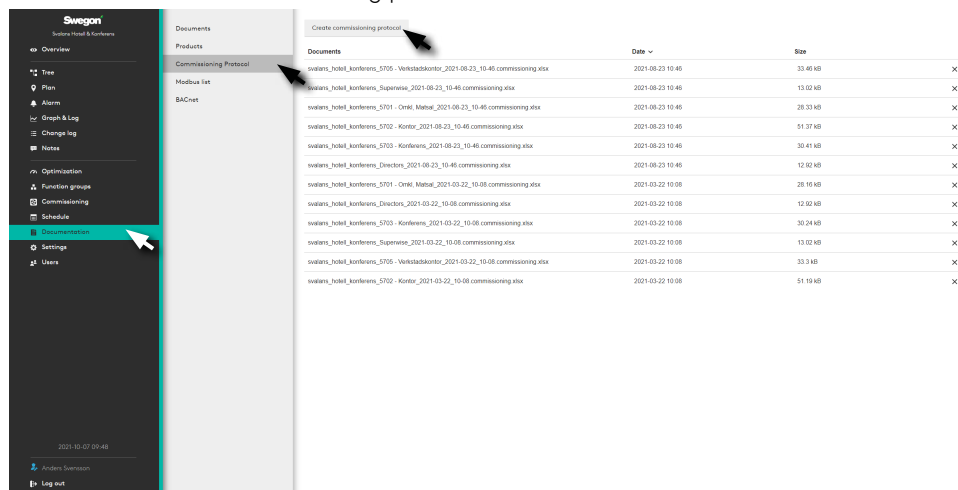 Swegon
Svalans Hotell & Konferens
Overview
Tree
Plan
Alarm
Graph & Log
Change log
Notes
Optimization
Function groups
Commissioning
Schedule
Documentation
Settings
Users
2021-10-07 09:48
Anders Svensson
Log out
Documents
Products
Commissioning Protocol
Modbus list
BACnet
Create commissioning protocol
Documents Date Size
svalans_hotell_konferens_5705 - Verkstadskontor_2021-08-23_10-46.commissioning.xlsx 2021-08-23 10:46 33.46 kB
svalans_hotell_konferens_Superwise_2021-08-23_10-46.commissioning.xlsx 2021-08-23 10:46 13.02 kB
svalans_hotell_konferens_5701 - Omkl, Matsal_2021-08-23_10-46.commissioning.xlsx 2021-08-23 10:46 28.33 kB
svalans_hotell_konferens_5702 - Kontor_2021-08-23_10-46.commissioning.xlsx 2021-08-23 10:46 51.37 kB
svalans_hotell_konferens_5703 - Konferens_2021-08-23_10-46.commissioning.xlsx 2021-08-23 10:46 30.41 kB
svalans_hotell_konferens_Directors_2021-08-23_10-46.commissioning.xlsx 2021-08-23 10:46 12.92 kB
svalans_hotell_konferens_5701 - Omkl, Matsal_2021-03-22_10-08.commissioning.xlsx 2021-03-22 10:08 28.16 kB
svalans_hotell_konferens_Directors_2021-03-22_10-08.commissioning.xlsx 2021-03-22 10:08 12.92 kB
svalans_hotell_konferens_5703 - Konferens_2021-03-22_10-08.commissioning.xlsx 2021-03-22 10:08 30.24 kB
svalans_hotell_konferens_Superwise_2021-03-22_10-08.commissioning.xlsx 2021-03-22 10:08 13.02 kB
svalans_hotell_konferens_5705 - Verkstadskontor_2021-03-22_10-08.commissioning.xlsx 2021-03-22 10:08 33.3 kB
svalans_hotell_konferens_5702 - Kontor_2021-03-22_10-08.commissioning.xlsx 2021-03-22 10:08 51.19 kB